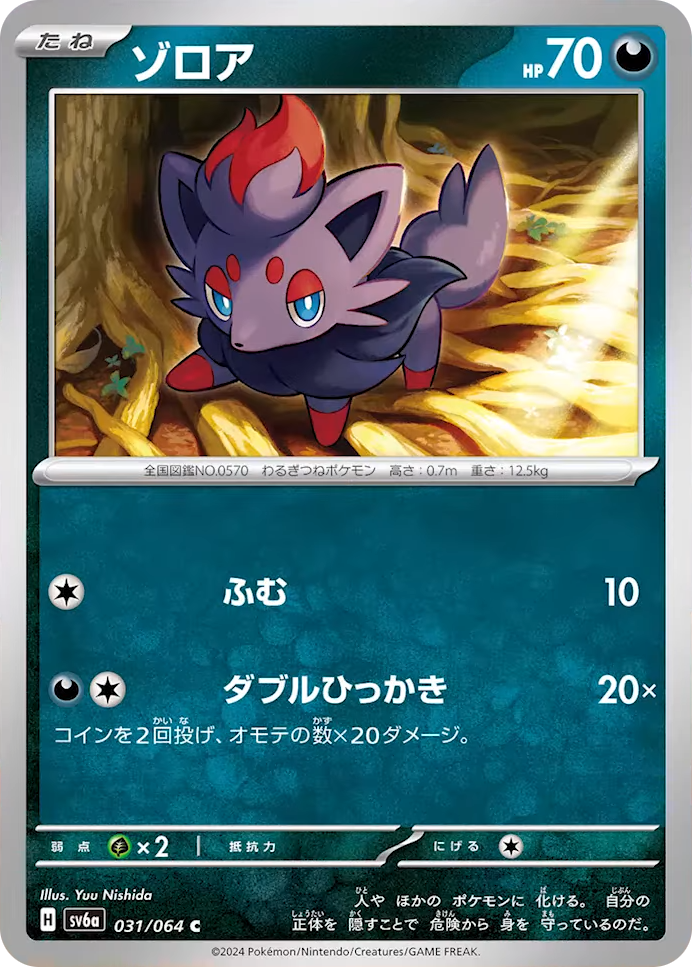 たね
ゾロア
HP70
全国図鑑NO.0570 わるぎつねポケモン 高さ:0.7m 重さ:12.5kg
ふむ 10
ダブルひっかき 20×
コインを2回投げ、オモテの数×20ダメージ。
弱点 ×2 抵抗力 にげる
Illus. Yuu Nishida
H sv6a 031/064 C
人や ほかの ポケモンに 化ける。 自分の
正体を 隠すことで 危険から 身を 守っているのだ。
©2024 Pokémon/Nintendo/Creatures/GAME FREAK.